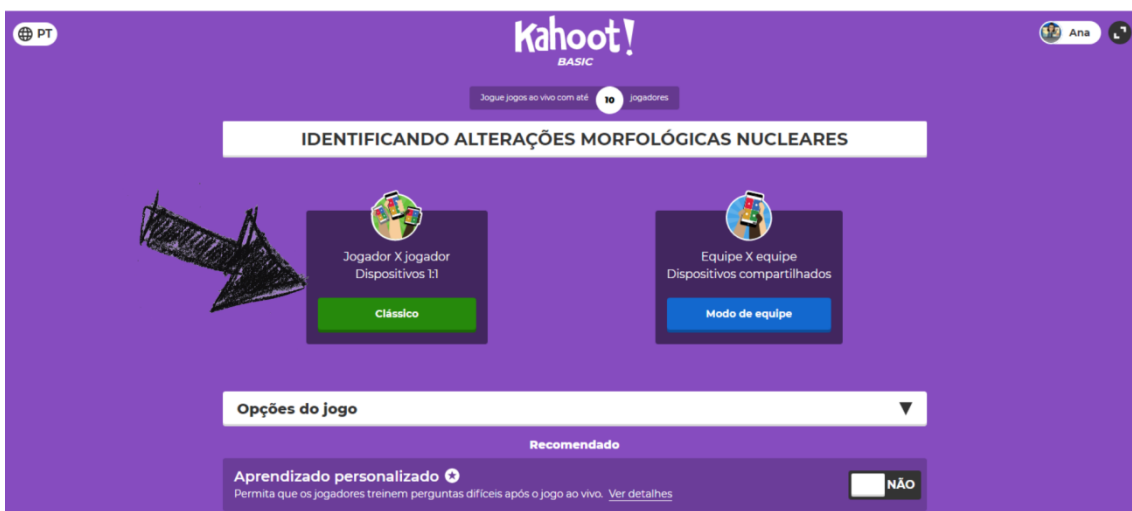 PT
Kahoot!
BASIC
Ana
Jogue jogos ao vivo com até 10 jogadores
IDENTIFICANDO ALTERAÇÕES MORFOLÓGICAS NUCLEARES
Jogador X jogador
Dispositivos 1:1
Clássico
Equipe X equipe
Dispositivos compartilhados
Modo de equipe
Opções do jogo
Recomendado
Aprendizado personalizado
Permita que os jogadores treinem perguntas difíceis após o jogo ao vivo. Ver detalhes
NÃO